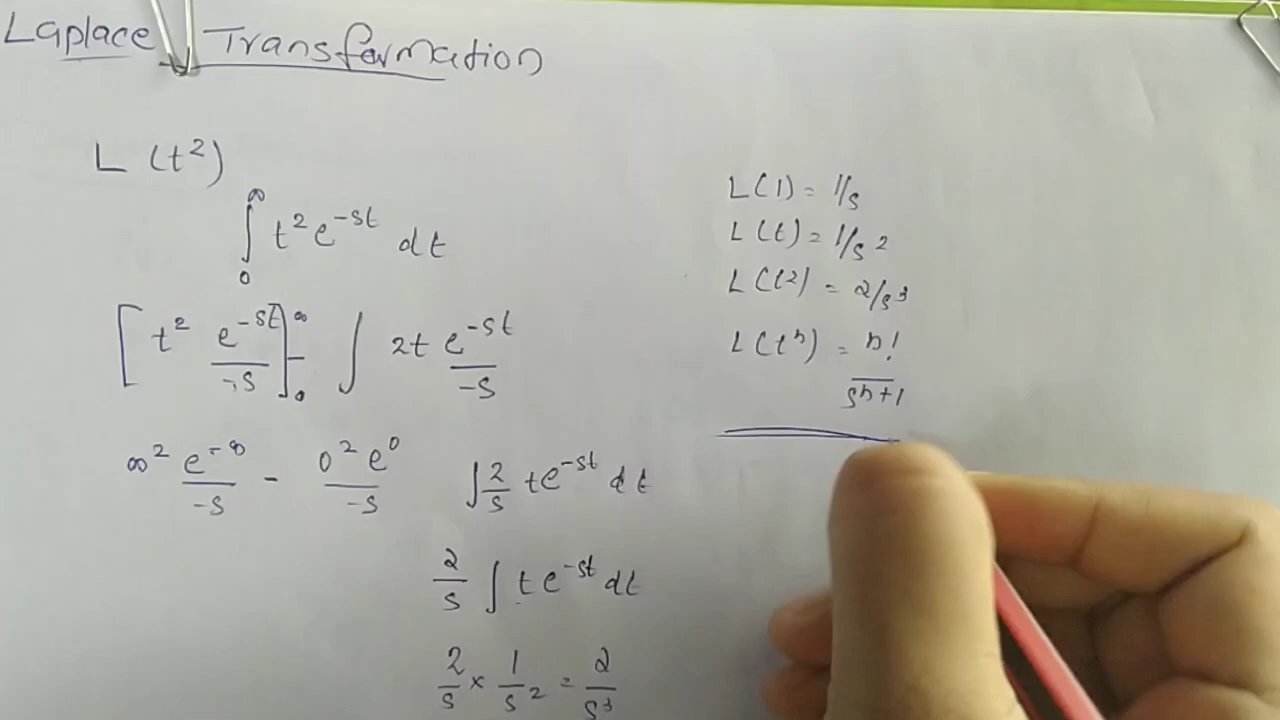 Laplace Transformation
L (t²)
∫₀^∞ t² e^-st dt
[t² e^-st/-s]₀^∞ - ∫ 2t e^-st/-s
∞² e^-∞/-s - 0² e⁰/-s ∫ 2/s te^-st dt
2/s ∫ t e^-st dt
2/s × 1/s² = 2/s³
L(1) = 1/s
L(t) = 1/s²
L(t²) = 2/s³
L(tⁿ) = n!/sⁿ⁺¹